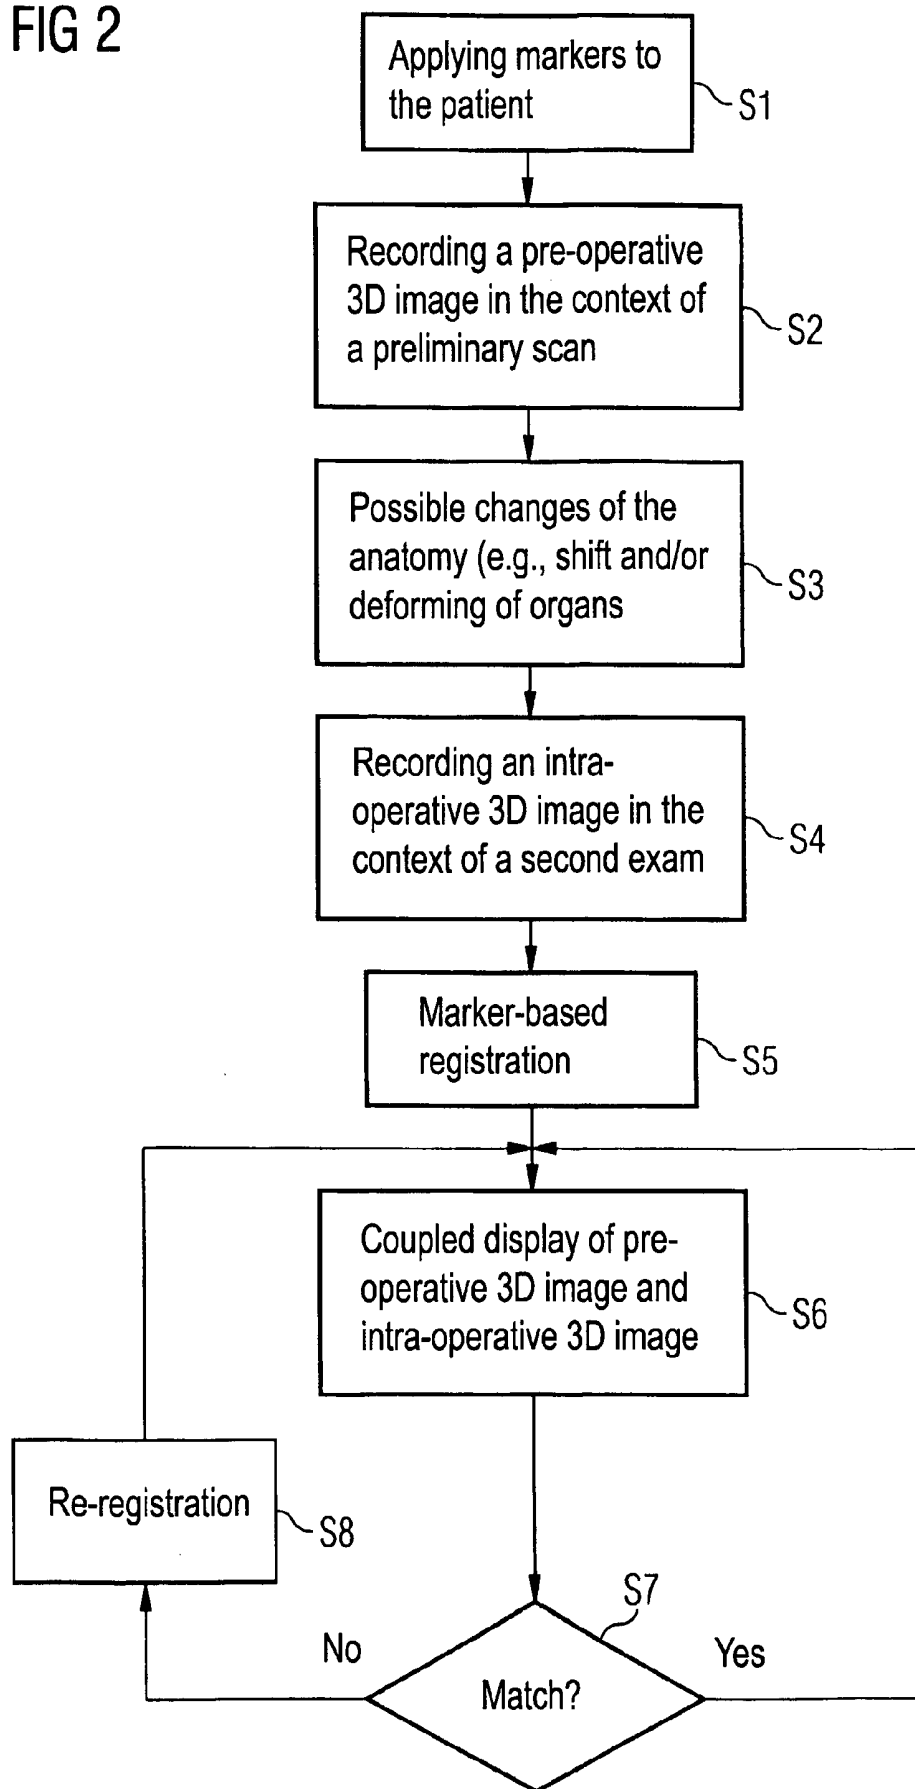 FIG 2
Applying markers to
the patient
S1
Recording a pre-operative
3D image in the context of
a preliminary scan
S2
Possible changes of the
anatomy (e.g., shift and/or
deforming of organs
S3
Recording an intra-
operative 3D image in the
context of a second exam
S4
Marker-based
registration
S5
Coupled display of pre-
operative 3D image and
intra-operative 3D image
S6
Re-registration
S8
S7
No
Yes
Match?